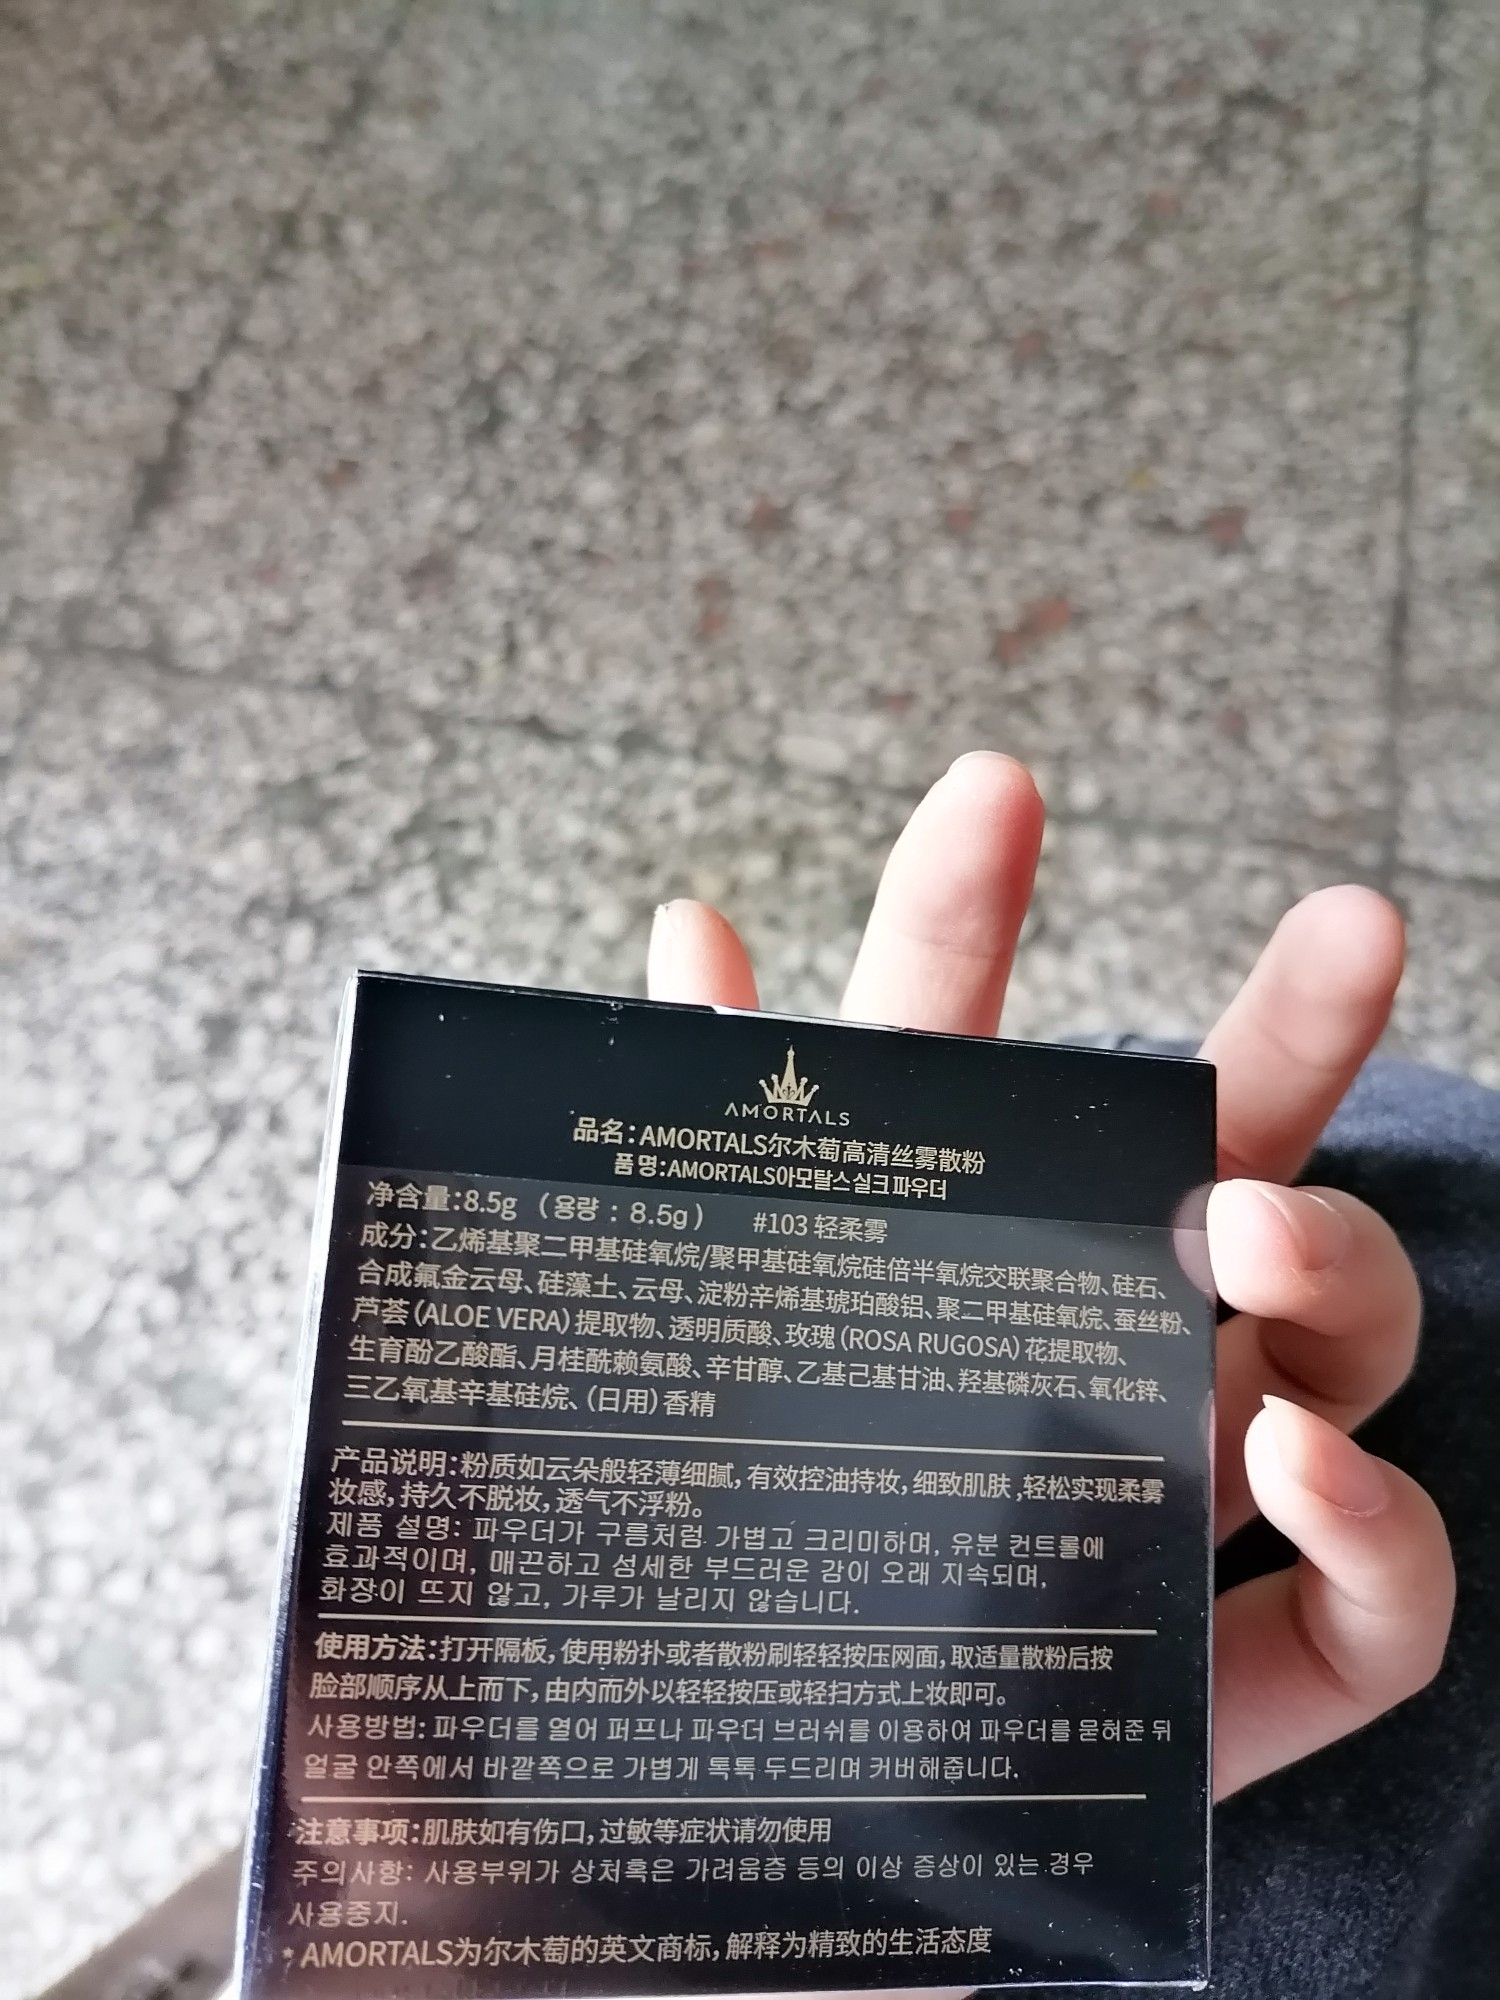 AMORTALS
品名:AMORTALS尔木萄高清丝雾散粉
품명:AMORTALS아모탈스실크파우더
净含量:8.5g (용량 : 8.5g) #103 轻柔雾
成分:乙烯基聚二甲基硅氧烷/聚甲基硅氧烷硅倍半氧烷交联聚合物、硅石、
合成氟金云母、硅藻土、云母、淀粉辛烯基琥珀酸铝、聚二甲基硅氧烷、蚕丝粉、
芦荟(ALOE VERA)提取物、透明质酸、玫瑰(ROSA RUGOSA)花提取物、
生育酚乙酸酯、月桂酰赖氨酸、辛甘醇、乙基己基甘油、羟基磷灰石、氧化锌、
三乙氧基辛基硅烷、(日用)香精
产品说明:粉质如云朵般轻薄细腻,有效控油持妆,细致肌肤,轻松实现柔雾
妆感,持久不脱妆,透气不浮粉。
제품 설명: 파우더가 구름처럼 가볍고 크리미하며, 유분 컨트롤에
효과적이며, 매끈하고 섬세한 부드러운 감이 오래 지속되며,
화장이 뜨지 않고, 가루가 날리지 않습니다.
使用方法:打开隔板,使用粉扑或者散粉刷轻轻按压网面,取适量散粉后按
脸部顺序从上而下,由内而外以轻轻按压或轻扫方式上妆即可。
사용방법: 파우더를 열어 퍼프나 파우더 브러쉬를 이용하여 파우더를 묻혀준 뒤
얼굴 안쪽에서 바깥쪽으로 가볍게 톡톡 두드리며 커버해줍니다.
注意事项:肌肤如有伤口,过敏等症状请勿使用
주의사항: 사용부위가 상처혹은 가려움증 등의 이상 증상이 있는 경우
사용중지.
*AMORTALS为尔木萄的英文商标,解释为精致的生活态度